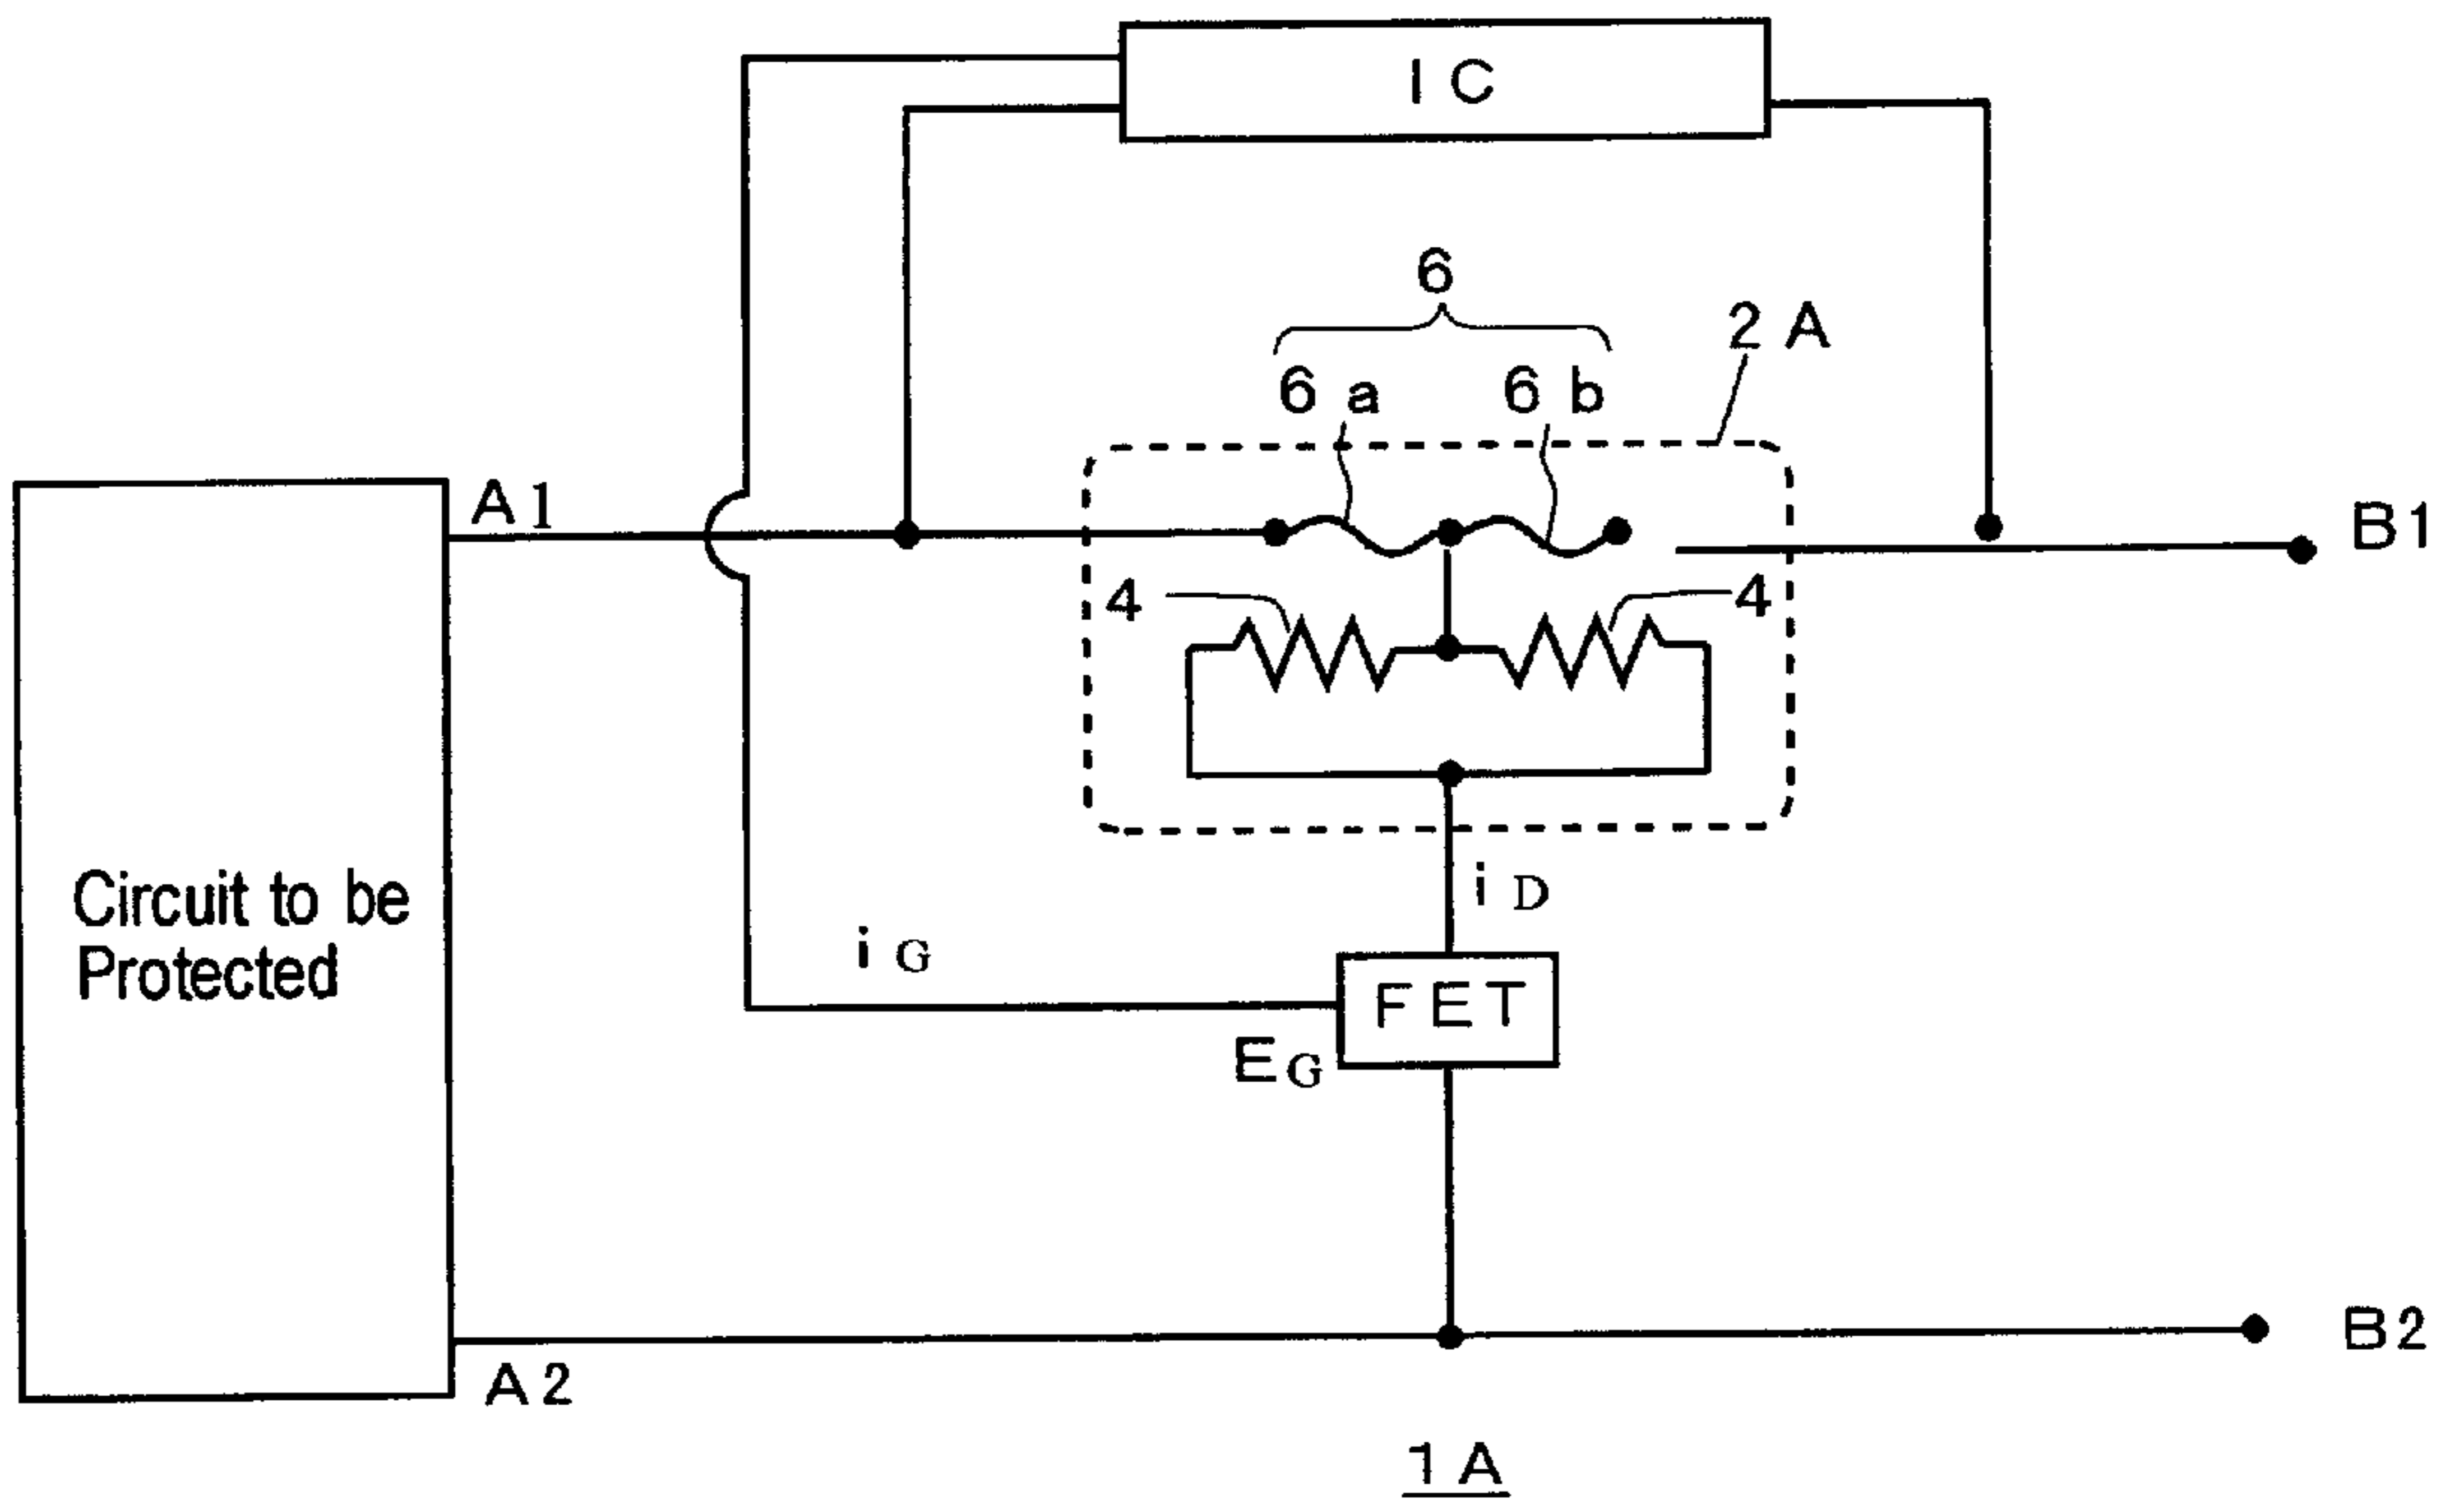 IC
6
2A
6a 6b
A1
B1
4 4
iD
Circuit to be
Protected
iG
FET
EG
A2
B2
1A